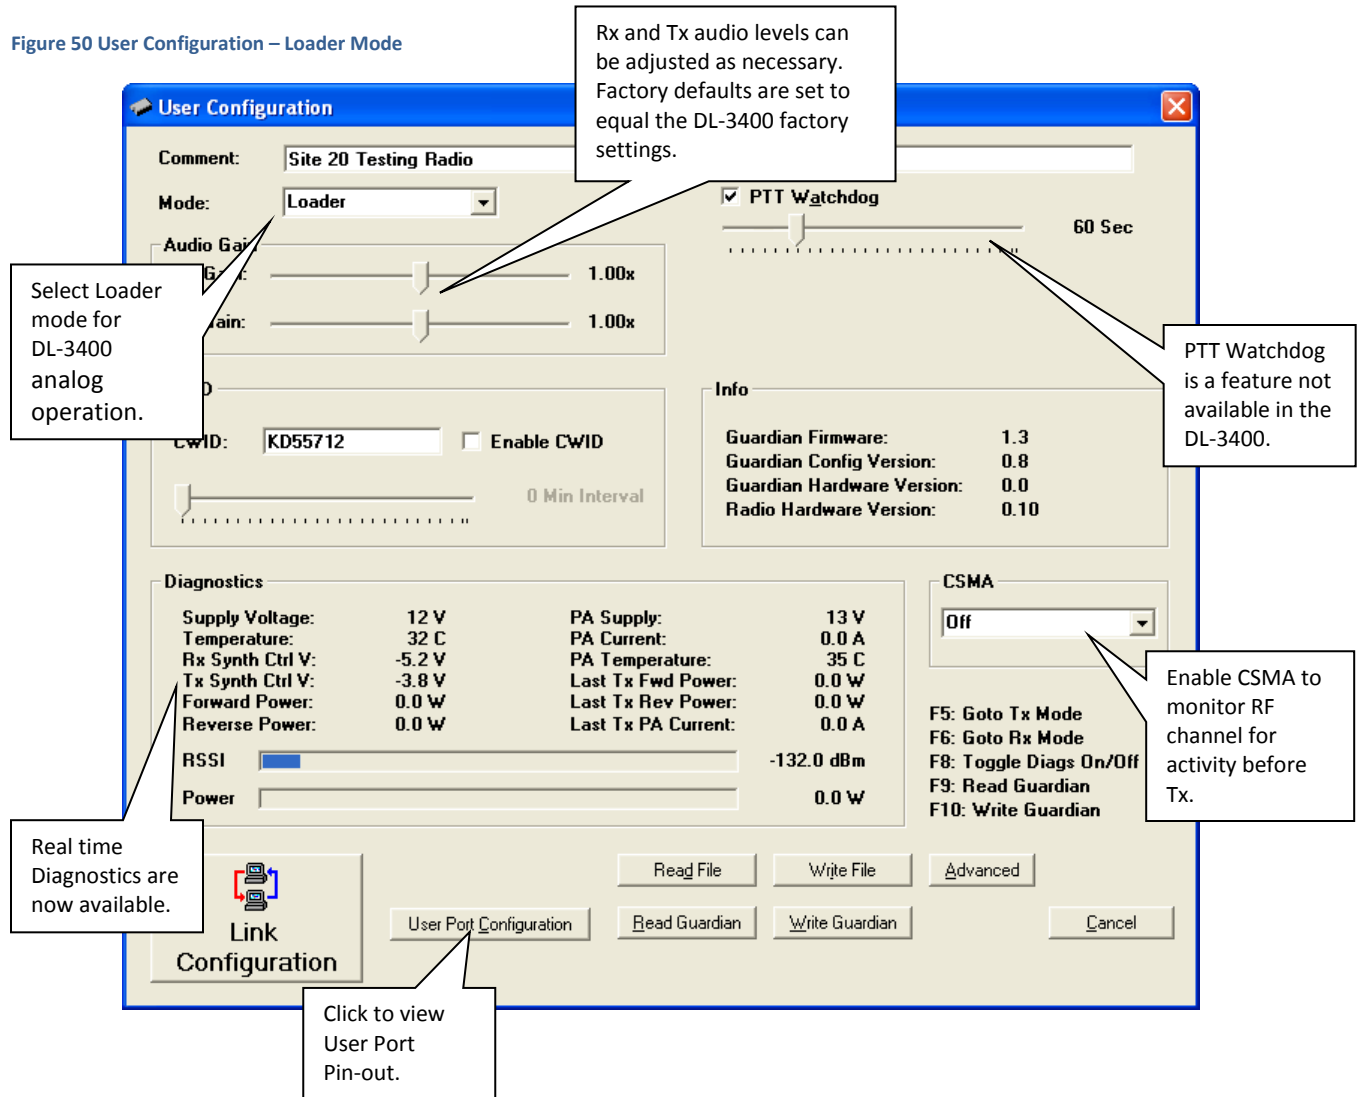 Figure 50 User Configuration – Loader Mode
Rx and Tx audio levels can
be adjusted as necessary.
Factory defaults are set to
equal the DL-3400 factory
settings.
User Configuration
Comment:
Site 20 Testing Radio
Mode:
Loader
PTT Watchdog
60 Sec
Audio Gain
1.00x
1.00x
Select Loader
mode for
DL-3400
analog
operation.
PTT Watchdog
is a feature not
available in the
DL-3400.
CWID:
KD55712
Enable CWID
0 Min Interval
Info
Guardian Firmware: 1.3
Guardian Config Version: 0.8
Guardian Hardware Version: 0.0
Radio Hardware Version: 0.10
Diagnostics
Supply Voltage: 12 V
Temperature: 32 C
Rx Synth Ctrl V: -5.2 V
Tx Synth Ctrl V: -3.8 V
Forward Power: 0.0 W
Reverse Power: 0.0 W
PA Supply: 13 V
PA Current: 0.0 A
PA Temperature: 35 C
Last Tx Fwd Power: 0.0 W
Last Tx Rev Power: 0.0 W
Last Tx PA Current: 0.0 A
RSSI
-132.0 dBm
Power
0.0 W
CSMA
Off
Enable CSMA to
monitor RF
channel for
activity before
Tx.
F5: Goto Tx Mode
F6: Goto Rx Mode
F8: Toggle Diags On/Off
F9: Read Guardian
F10: Write Guardian
Real time
Diagnostics are
now available.
Link
Configuration
User Port Configuration
Read File
Write File
Advanced
Read Guardian
Write Guardian
Cancel
Click to view
User Port
Pin-out.